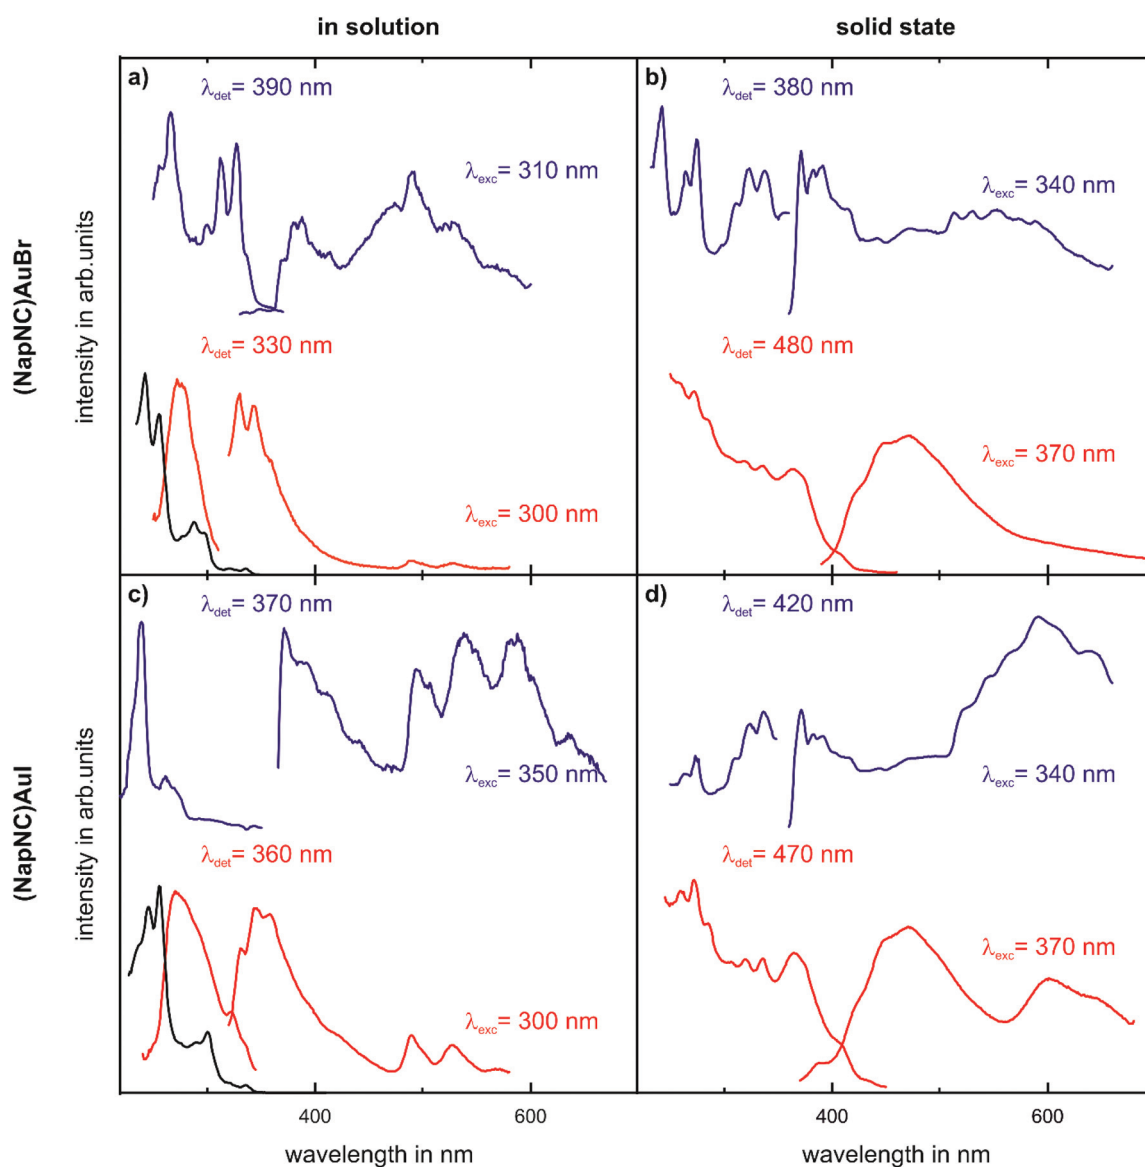 in solution
solid state
a)
λdet= 390 nm
λexc= 310 nm
λdet= 330 nm
λexc= 300 nm
b)
λdet= 380 nm
λexc= 340 nm
λdet= 480 nm
λexc= 370 nm
(NapNC)AuBr
intensity in arb.units
c)
λdet= 370 nm
λexc= 350 nm
λdet= 360 nm
λexc= 300 nm
d)
λdet= 420 nm
λexc= 340 nm
λdet= 470 nm
λexc= 370 nm
(NapNC)AuI
intensity in arb.units
400
600
400
600
wavelength in nm
wavelength in nm